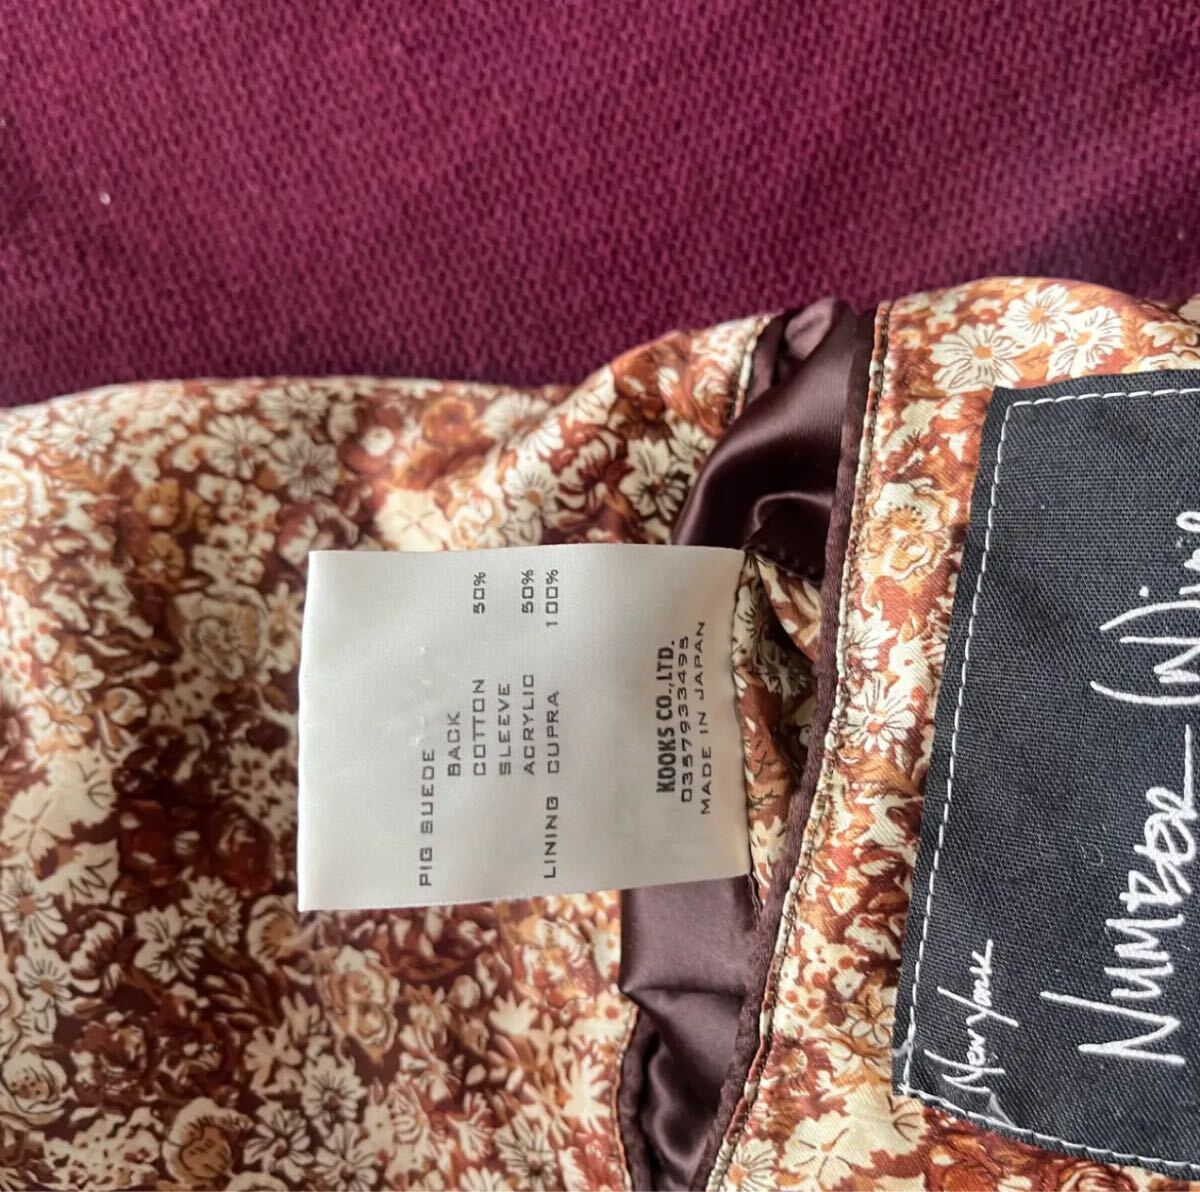 PIG SUEDE
BACK
COTTON 50%
SLEEVE
ACRYLIC 50%
LINING CUPRA 100%
KOOKS CO.,LTD.
0357933495
MADE IN JAPAN
New York
NUMBER (N)ine